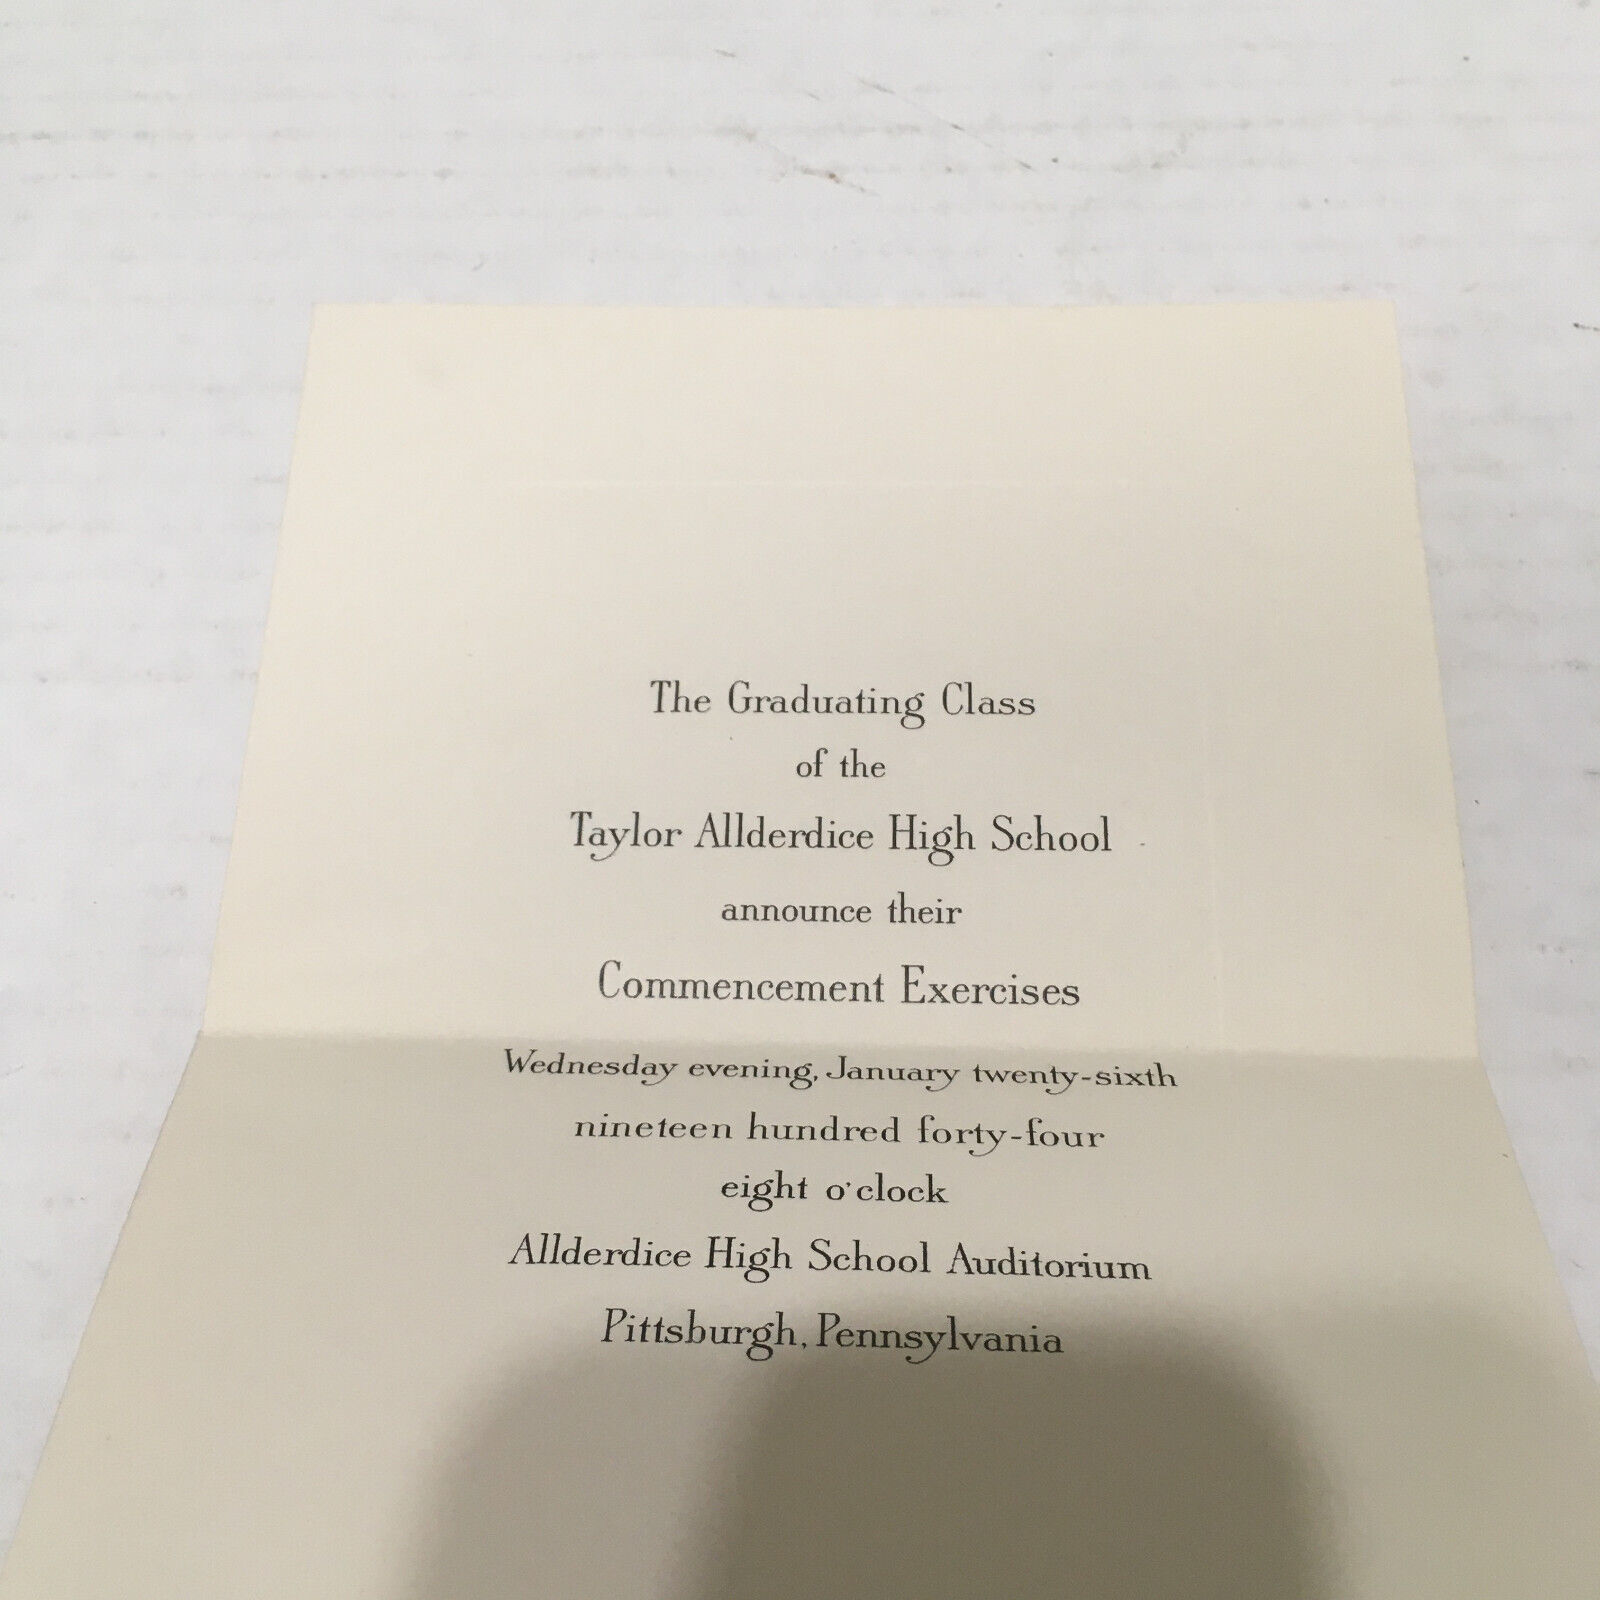 The Graduating Class
of the
Taylor Allderdice High School
announce their
Commencement Exercises
Wednesday evening, January twenty-sixth
nineteen hundred forty-four
eight o'clock
Allderdice High School Auditorium
Pittsburgh, Pennsylvania